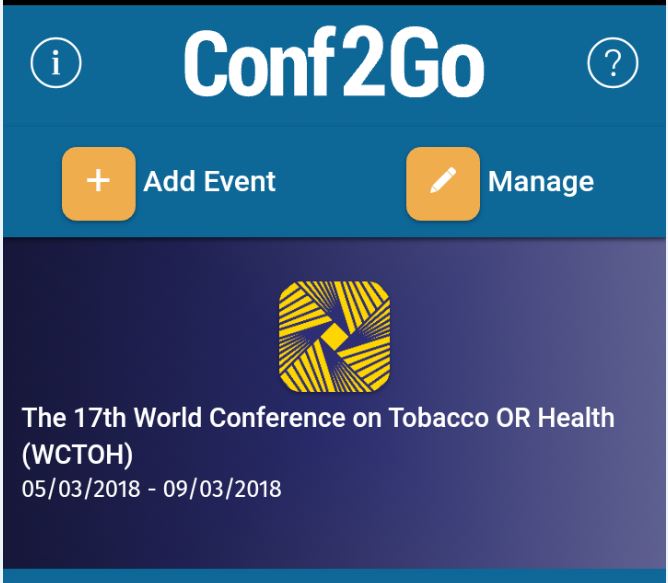 i Conf2Go ?
+ Add Event Manage
The 17th World Conference on Tobacco OR Health
(WCTOH)
05/03/2018 - 09/03/2018